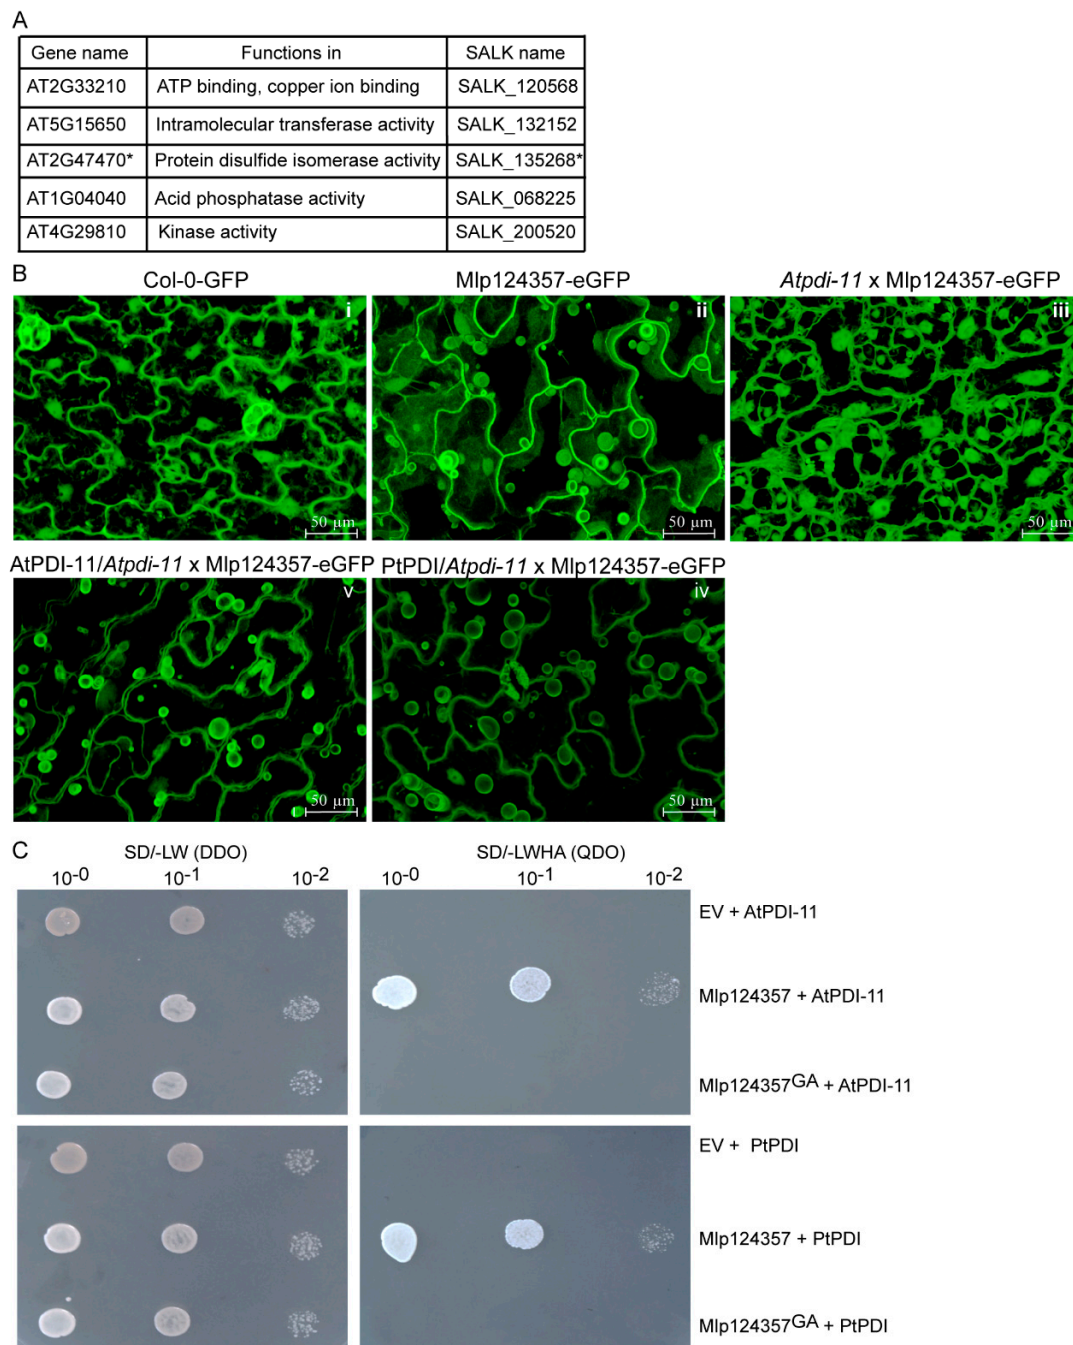 A
Gene name Functions in SALK name
AT2G33210 ATP binding, copper ion binding SALK_120568
AT5G15650 Intramolecular transferase activity SALK_132152
AT2G47470* Protein disulfide isomerase activity SALK_135268*
AT1G04040 Acid phosphatase activity SALK_068225
AT4G29810 Kinase activity SALK_200520
B
Col-0-GFP Mlp124357-eGFP Atpdi-11 x Mlp124357-eGFP
i ii iii
50 µm 50 µm 50 µm
AtPDI-11/Atpdi-11 x Mlp124357-eGFP PtPDI/Atpdi-11 x Mlp124357-eGFP
v iv
50 µm 50 µm
C
SD/-LW (DDO) SD/-LWHA (QDO)
10-0 10-1 10-2 10-0 10-1 10-2
EV + AtPDI-11
Mlp124357 + AtPDI-11
Mlp124357GA + AtPDI-11
EV + PtPDI
Mlp124357 + PtPDI
Mlp124357GA + PtPDI